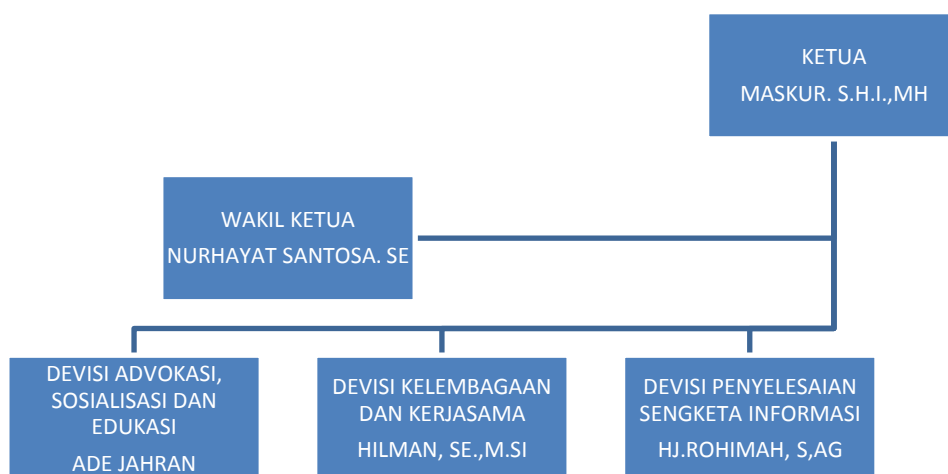 KETUA
MASKUR. S.H.I.,MH
WAKIL KETUA
NURHAYAT SANTOSA. SE
DEVISI ADVOKASI,
SOSIALISASI DAN
EDUKASI
ADE JAHRAN
DEVISI KELEMBAGAAN
DAN KERJASAMA
HILMAN, SE.,M.SI
DEVISI PENYELESAIAN
SENGKETA INFORMASI
HJ.ROHIMAH, S,AG